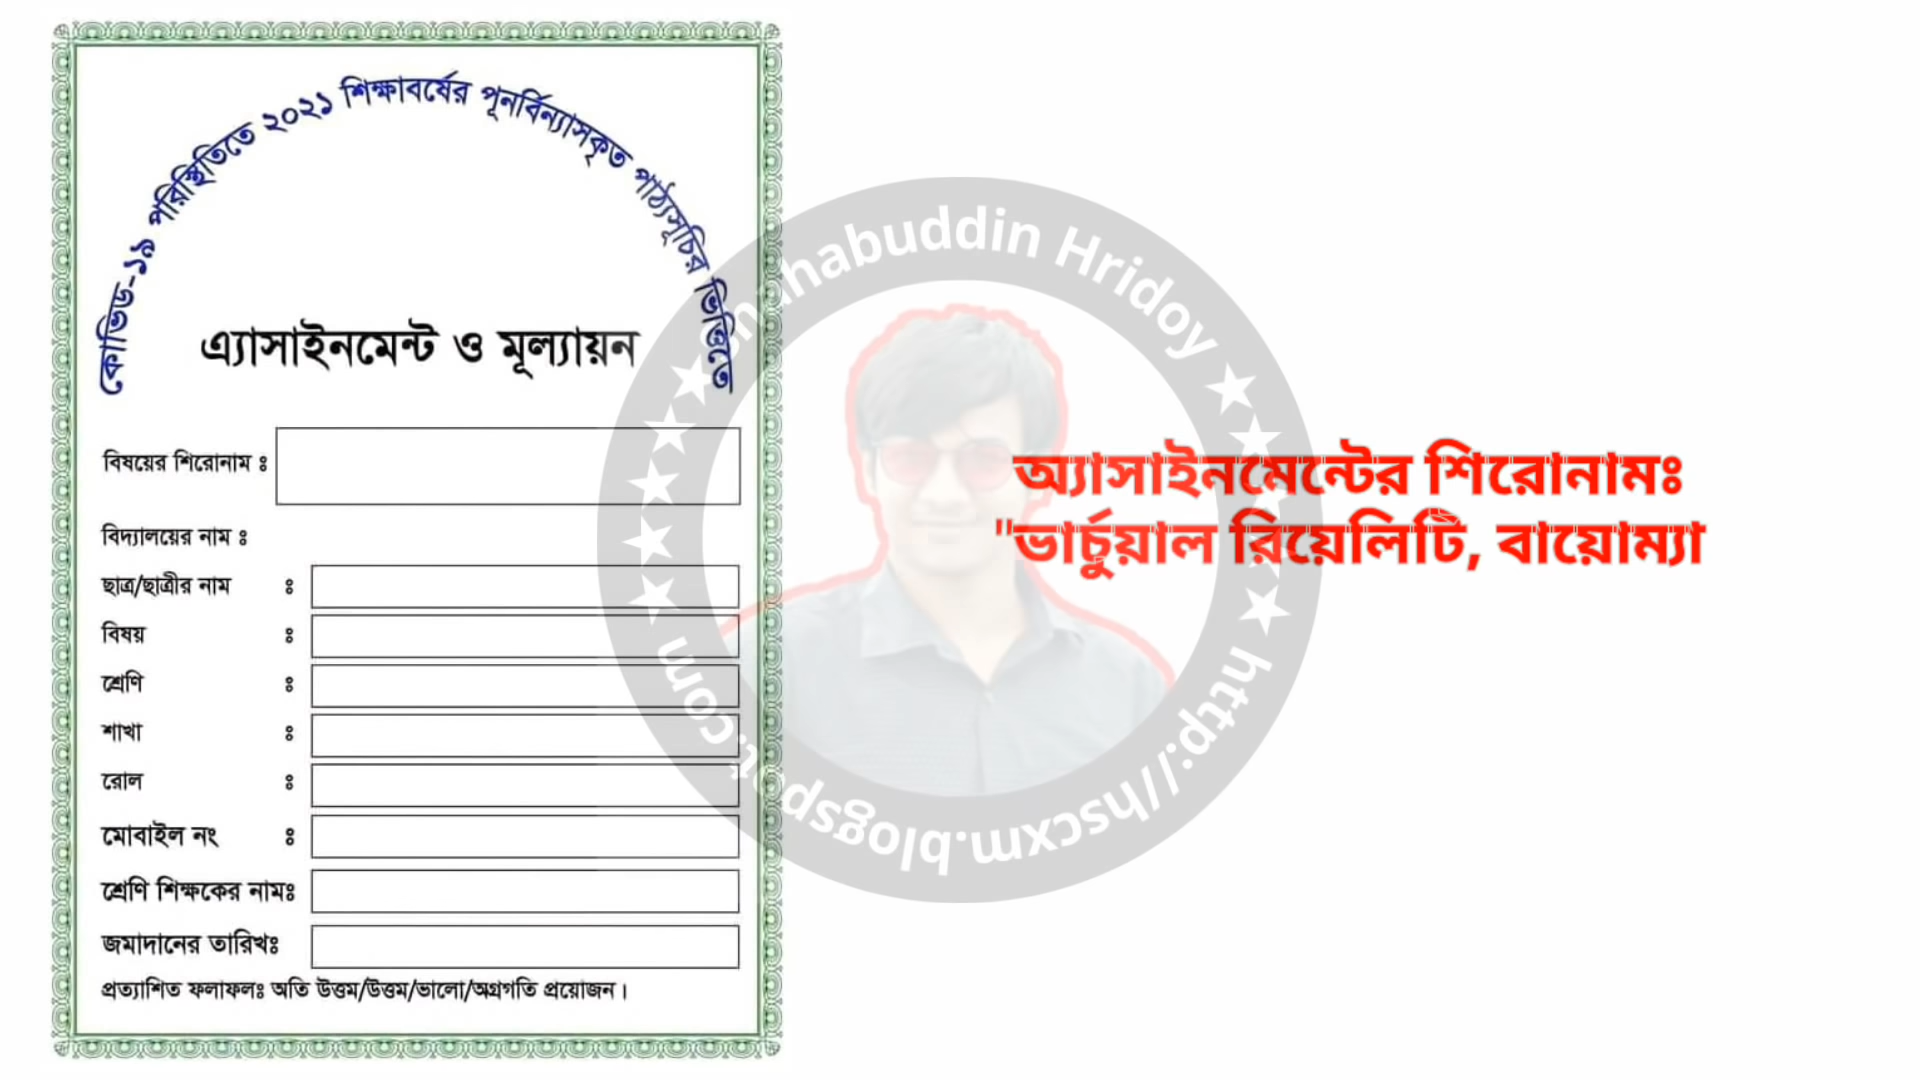 কোভিড-১৯ পরিস্থিতিতে ২০২১ শিক্ষাবর্ষের পূনর্বিন্যাসকৃত পাঠ্যসূচির ভিত্তিতে
এ্যাসাইনমেন্ট ও মূল্যায়ন
বিষয়ের শিরোনাম ঃ
বিদ্যালয়ের নাম ঃ
ছাত্র/ছাত্রীর নাম ঃ
বিষয় ঃ
শ্রেণি ঃ
শাখা ঃ
রোল ঃ
মোবাইল নং ঃ
শ্রেণি শিক্ষকের নামঃ
জমাদানের তারিখঃ
প্রত্যাশিত ফলাফলঃ অতি উত্তম/উত্তম/ভালো/অগ্রগতি প্রয়োজন।
Shahabuddin Hridoy
http://hscxm.blogspot.com
অ্যাসাইনমেন্টের শিরোনামঃ
"ভার্চুয়াল রিয়েলিটি, বায়োম্যা